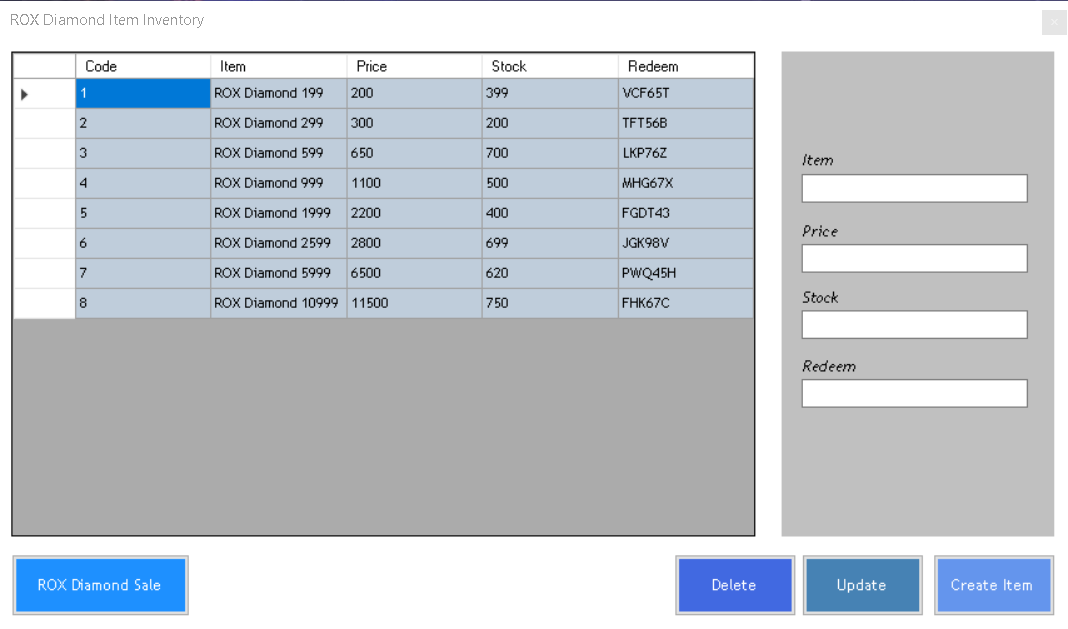 ROX Diamond Item Inventory
Code Item Price Stock Redeem
1 ROX Diamond 199 200 399 VCF65T
2 ROX Diamond 299 300 200 TFT56B
3 ROX Diamond 599 650 700 LKP76Z
4 ROX Diamond 999 1100 500 MHG67X
5 ROX Diamond 1999 2200 400 FGDT43
6 ROX Diamond 2599 2800 699 JGK98V
7 ROX Diamond 5999 6500 620 PWQ45H
8 ROX Diamond 10999 11500 750 FHK67C
Item
Price
Stock
Redeem
ROX Diamond Sale
Delete
Update
Create Item